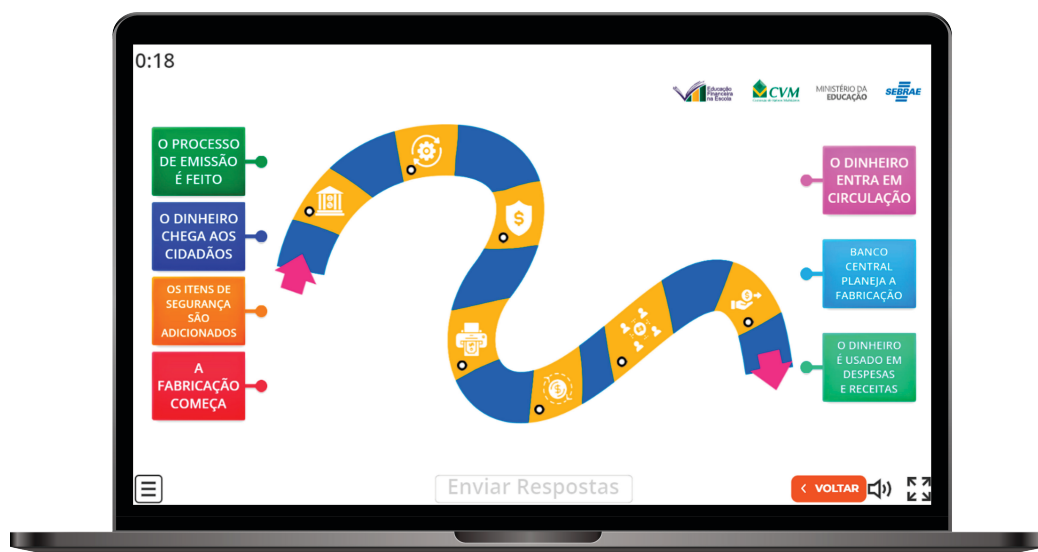 0:18
Educação
Financeira
na Escola
CVM
MINISTÉRIO DA
EDUCAÇÃO
SEBRAE
O PROCESSO
DE EMISSÃO
É FEITO
O DINHEIRO
CHEGA AOS
CIDADÃOS
OS ITENS DE
SEGURANÇA
SÃO
ADICIONADOS
A
FABRICAÇÃO
COMEÇA
O DINHEIRO
ENTRA EM
CIRCULAÇÃO
BANCO
CENTRAL
PLANEJA A
FABRICAÇÃO
O DINHEIRO
É USADO EM
DESPESAS
E RECEITAS
Enviar Respostas
VOLTAR